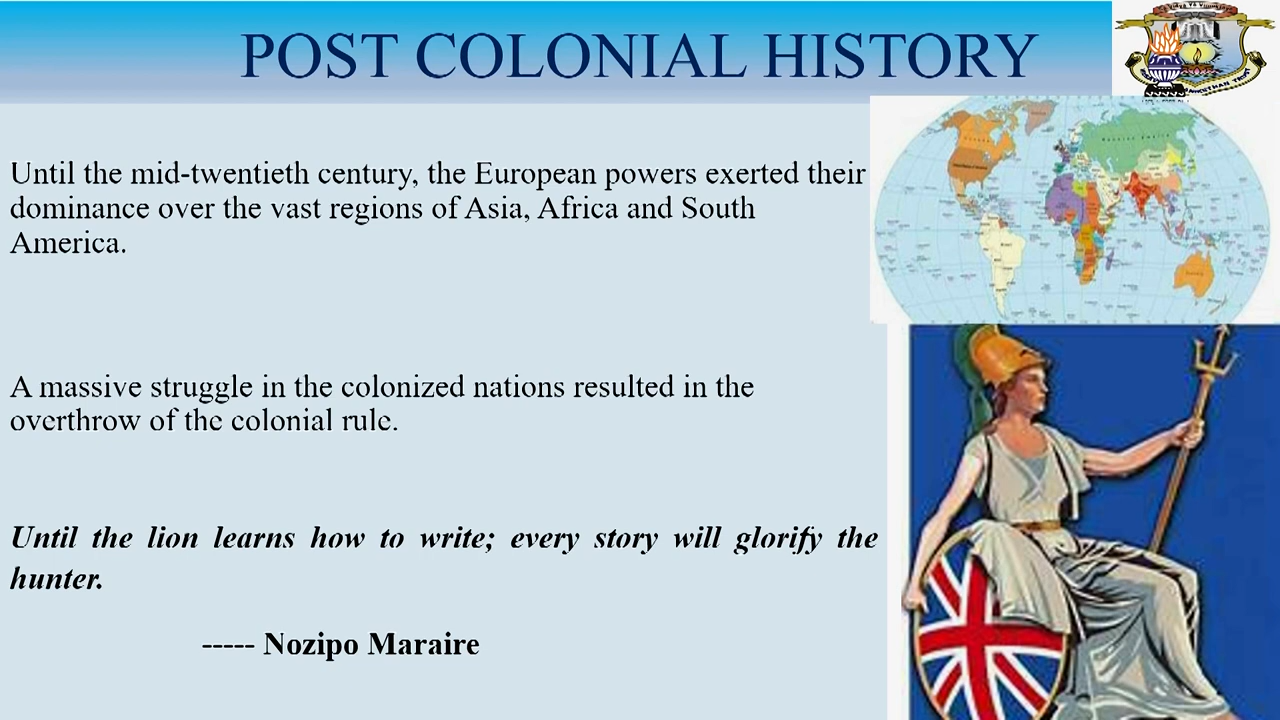 POST COLONIAL HISTORY
Until the mid-twentieth century, the European powers exerted their
dominance over the vast regions of Asia, Africa and South
America.
A massive struggle in the colonized nations resulted in the
overthrow of the colonial rule.
Until the lion learns how to write; every story will glorify the
hunter.
----- Nozipo Maraire